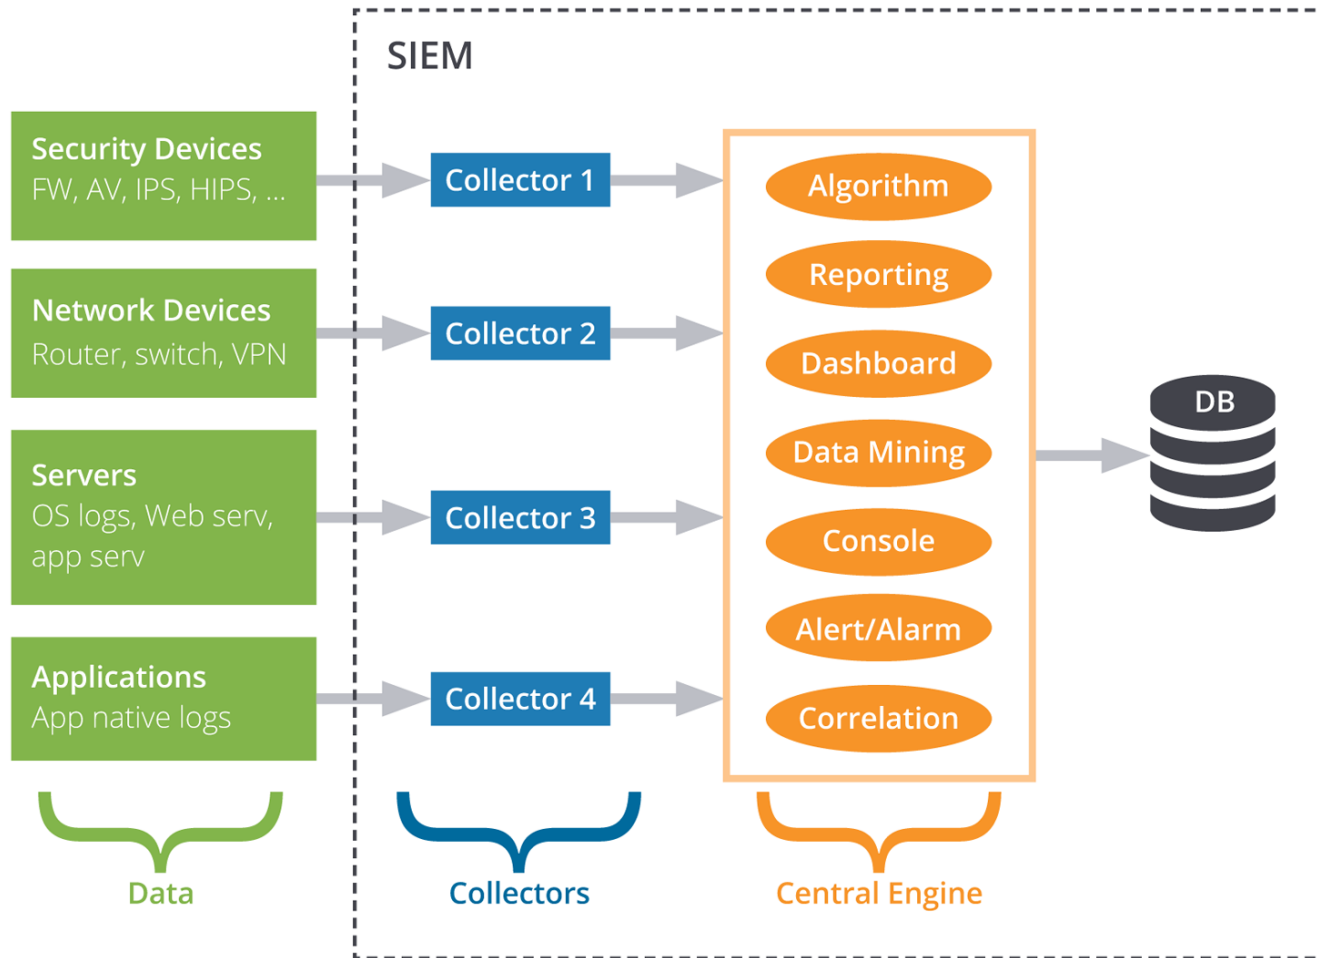 SIEM
Security Devices
FW, AV, IPS, HIPS, ...
Network Devices
Router, switch, VPN
Servers
OS logs, Web serv,
app serv
Applications
App native logs
Data
Collector 1
Collector 2
Collector 3
Collector 4
Collectors
Algorithm
Reporting
Dashboard
Data Mining
Console
Alert/Alarm
Correlation
Central Engine
DB